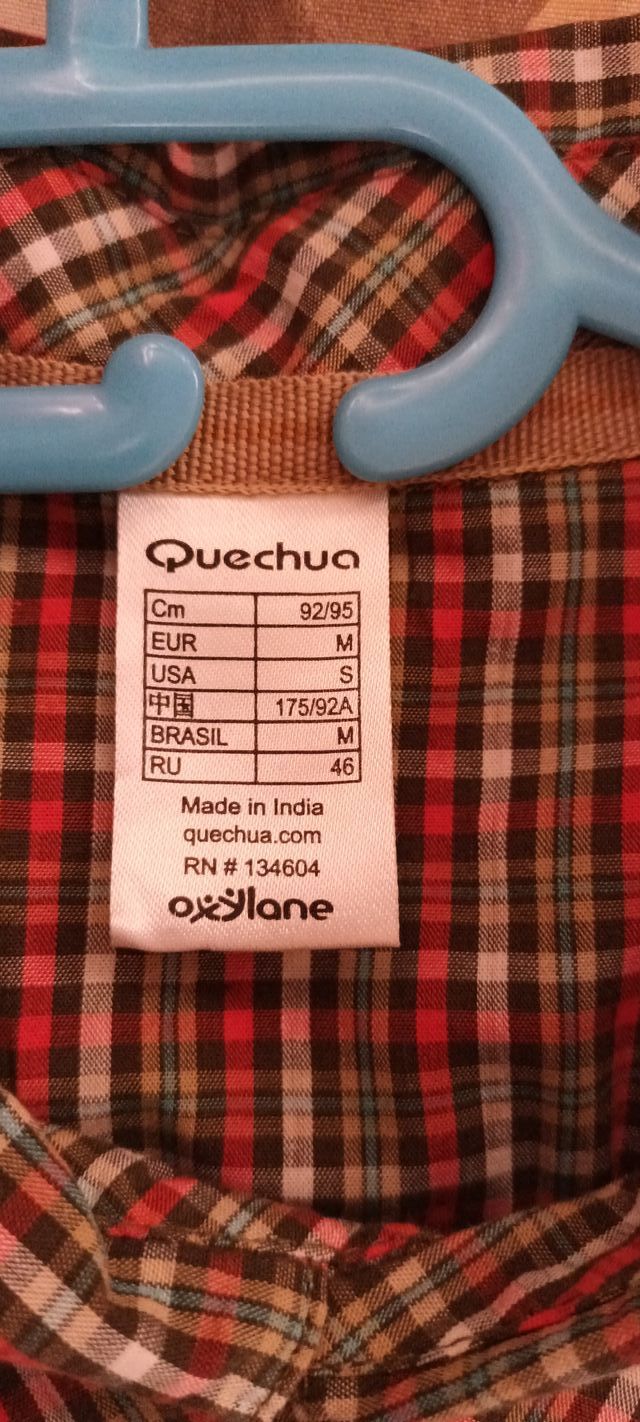 Quechua
Cm 92/95
EUR M
USA S
中国 175/92A
BRASIL M
RU 46
Made in India
quechua.com
RN # 134604
oxylane